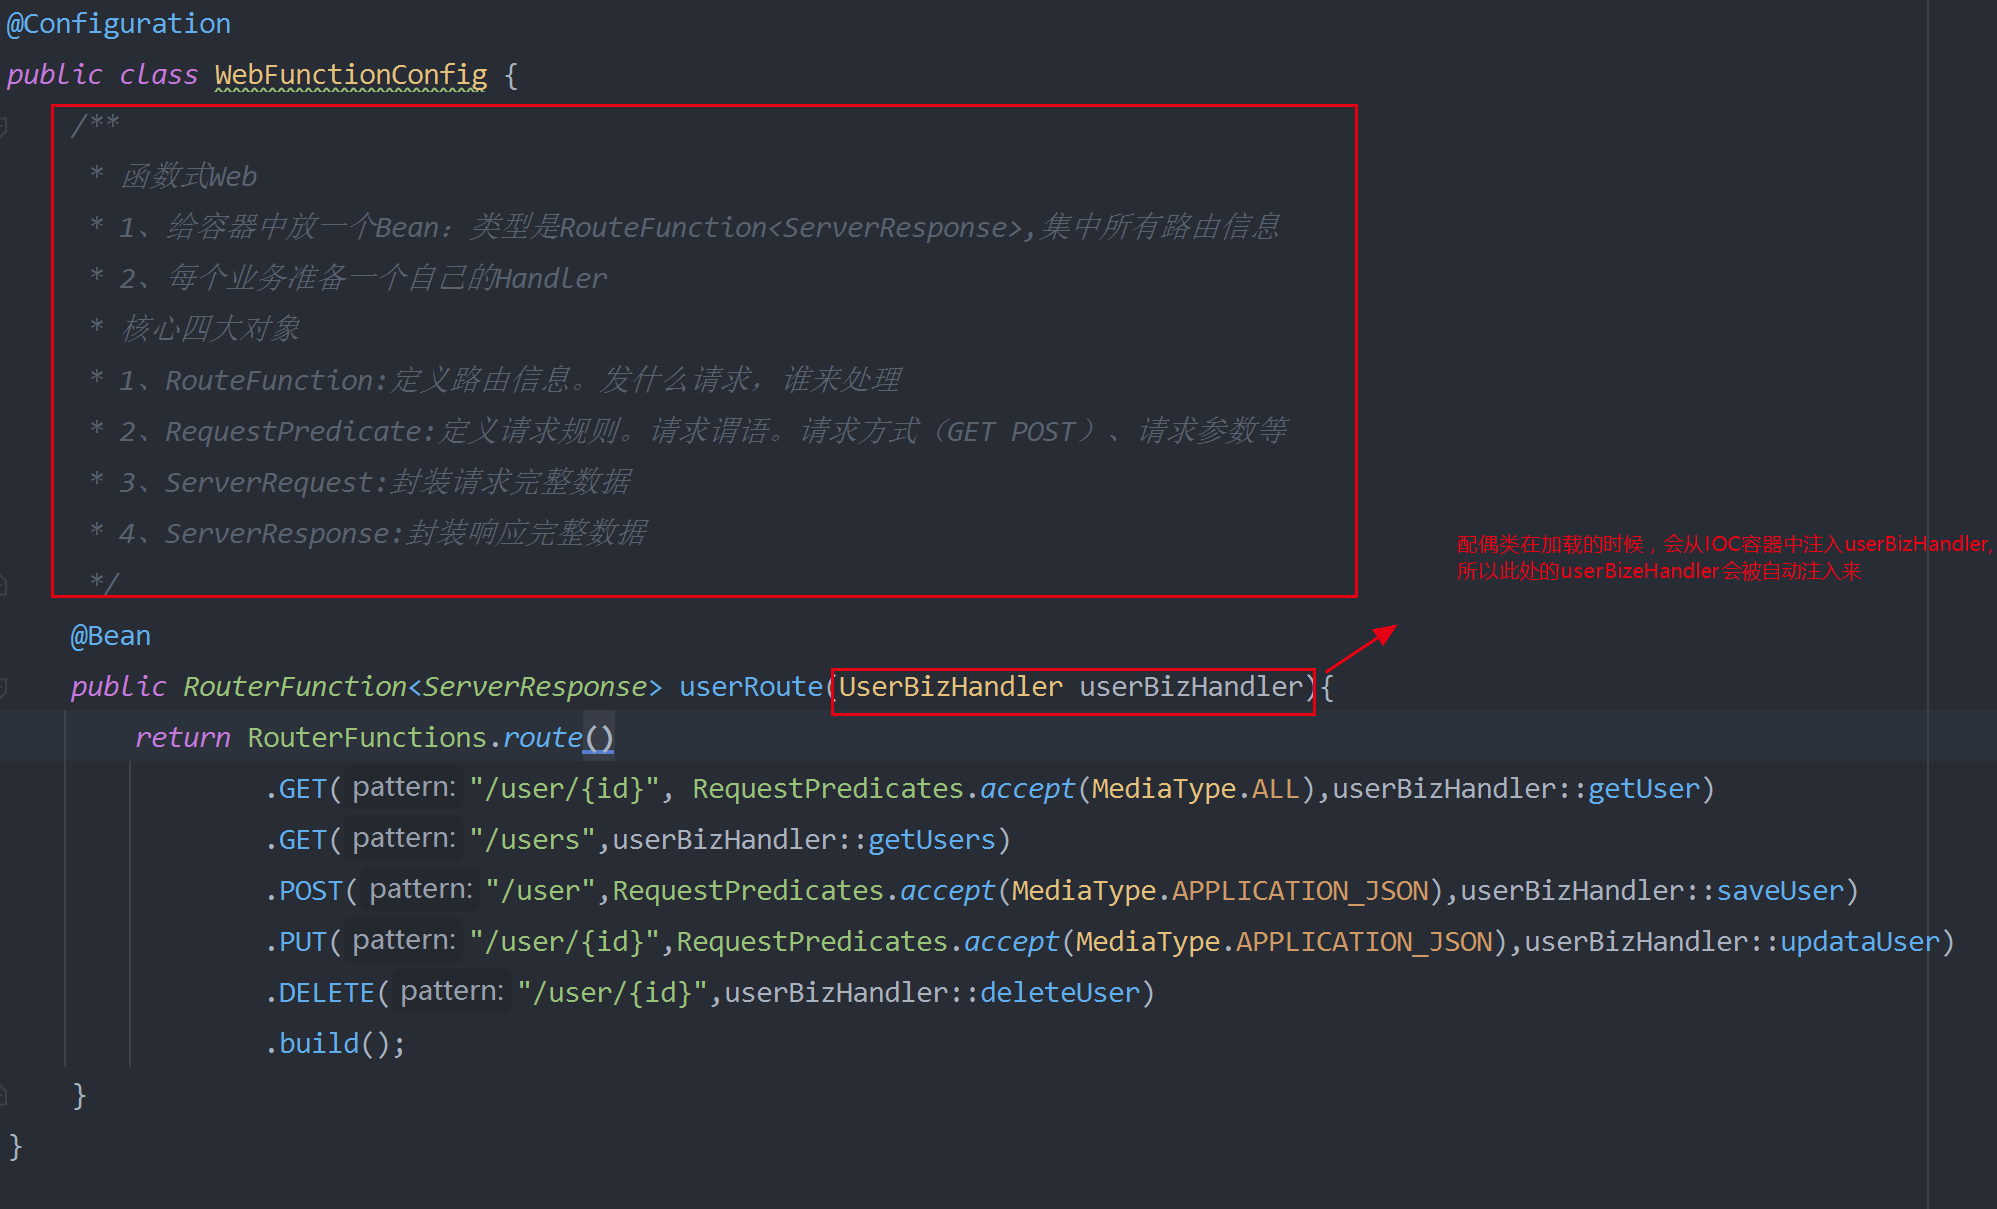 @Configuration
public class WebFunctionConfig {
/**
* 函数式Web
* 1、给容器中放一个Bean：类型是RouteFunction<ServerResponse>,集中所有路由信息
* 2、每个业务准备一个自己的Handler
* 核心四大对象
* 1、RouteFunction:定义路由信息。发什么请求，谁来处理
* 2、RequestPredicate:定义请求规则。请求谓语。请求方式（GET POST）、请求参数等
* 3、ServerRequest:封装请求完整数据
* 4、ServerResponse:封装响应完整数据
*/
配偶类在加载的时候，会从IOC容器中注入userBizHandler,
所以此处的userBizeHandler会被自动注入来
@Bean
public RouterFunction<ServerResponse> userRoute(UserBizHandler userBizHandler){
return RouterFunctions.route()
.GET( pattern: "/user/{id}", RequestPredicates.accept(MediaType.ALL),userBizHandler::getUser)
.GET( pattern: "/users",userBizHandler::getUsers)
.POST( pattern: "/user",RequestPredicates.accept(MediaType.APPLICATION_JSON),userBizHandler::saveUser)
.PUT( pattern: "/user/{id}",RequestPredicates.accept(MediaType.APPLICATION_JSON),userBizHandler::updataUser)
.DELETE( pattern: "/user/{id}",userBizHandler::deleteUser)
.build();
}
}